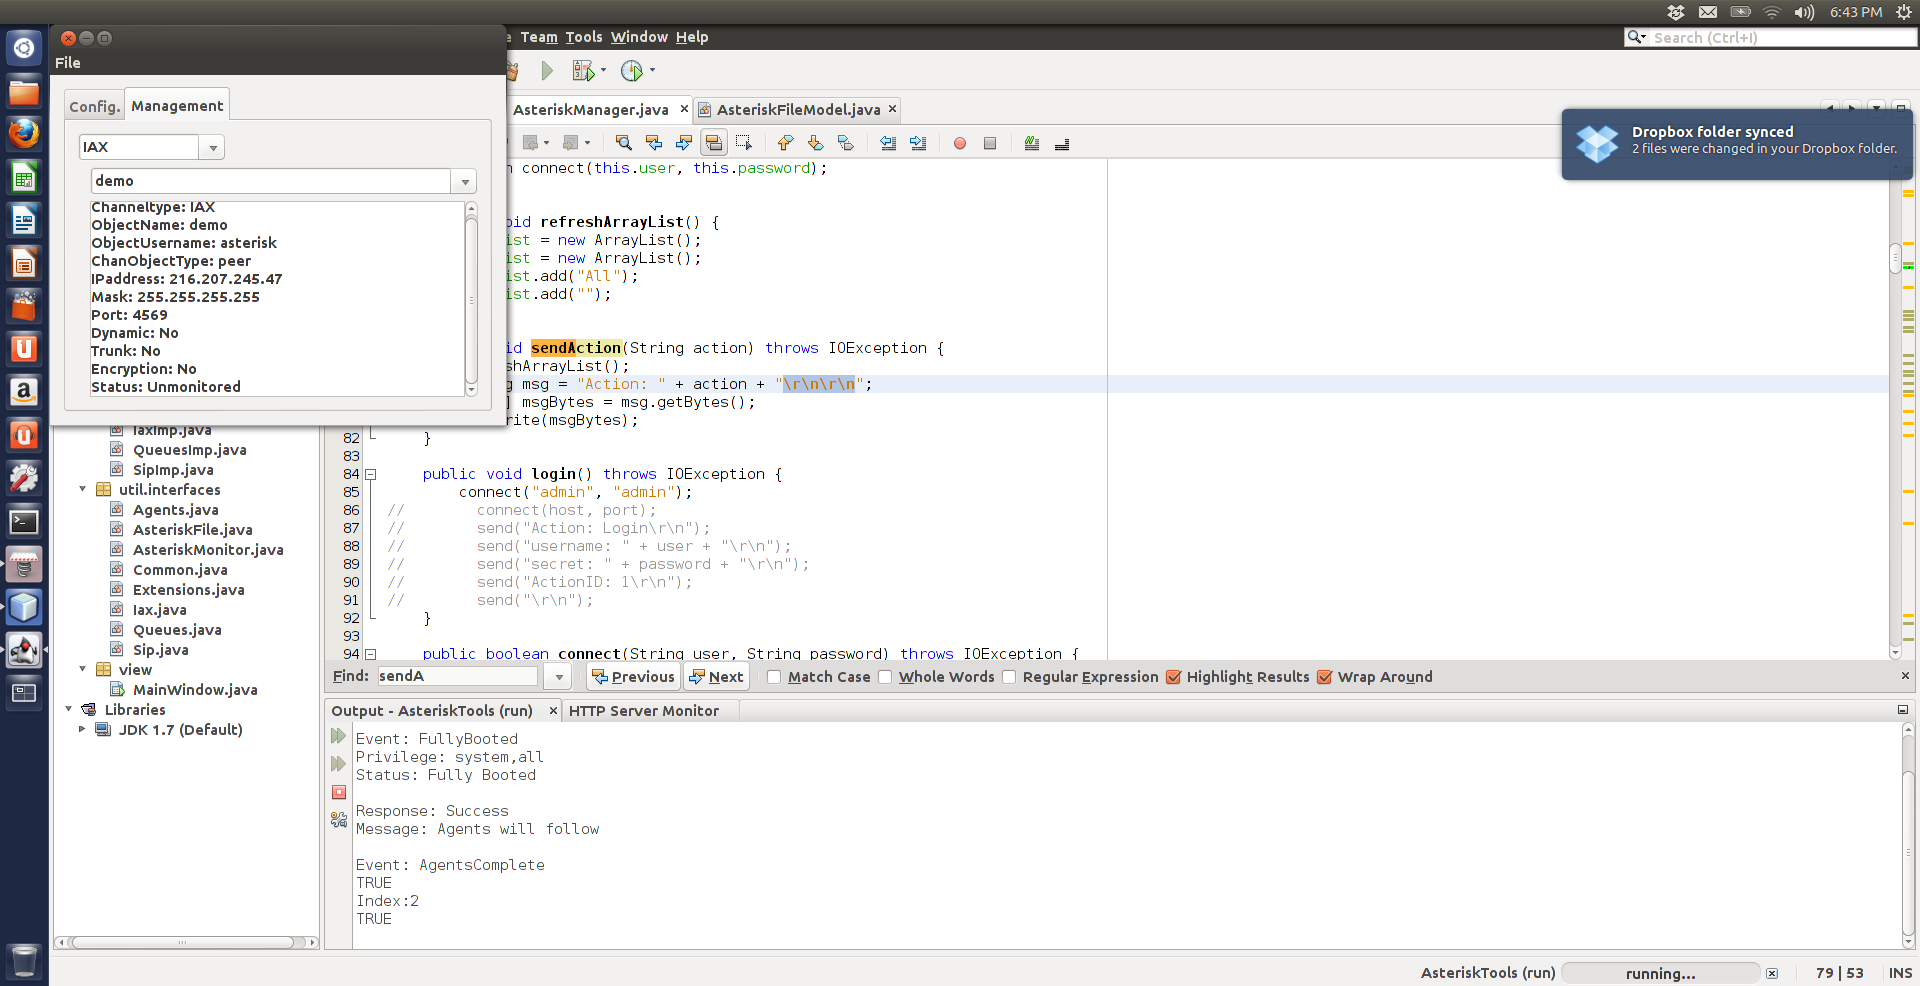 6:43 PM
File
Team Tools Window Help
Search (Ctrl+I)
Config. Management
AsteriskManager.java
AsteriskFileModel.java
Dropbox folder synced
2 files were changed in your Dropbox folder.
IAX
demo
Channeltype: IAX
ObjectName: demo
ObjectUsername: asterisk
ChanObjectType: peer
IPaddress: 216.207.245.47
Mask: 255.255.255.255
Port: 4569
Dynamic: No
Trunk: No
Encryption: No
Status: Unmonitored
connect(this.user, this.password);
refreshArrayList() {
ist = new ArrayList();
ist = new ArrayList();
ist.add("All");
ist.add("");
id sendAction(String action) throws IOException {
shArrayList();
g msg = "Action: " + action + "\r\n\r\n";
] msgBytes = msg.getBytes();
rite(msgBytes);
82 }
83
84 public void login() throws IOException {
85 connect("admin", "admin");
86 // connect(host, port);
87 // send("Action: Login\r\n");
88 // send("username: " + user + "\r\n");
89 // send("secret: " + password + "\r\n");
90 // send("ActionID: 1\r\n");
91 // send("\r\n");
92 }
93
94 public boolean connect(String user, String password) throws IOException {
IaxImp.java
QueuesImp.java
SipImp.java
util.interfaces
Agents.java
AsteriskFile.java
AsteriskMonitor.java
Common.java
Extensions.java
Iax.java
Queues.java
Sip.java
view
MainWindow.java
Libraries
JDK 1.7 (Default)
Find: sendA Previous Next Match Case Whole Words Regular Expression Highlight Results Wrap Around
Output - AsteriskTools (run) HTTP Server Monitor
Event: FullyBooted
Privilege: system,all
Status: Fully Booted
Response: Success
Message: Agents will follow
Event: AgentsComplete
TRUE
Index:2
TRUE
AsteriskTools (run) running... 79 | 53 INS